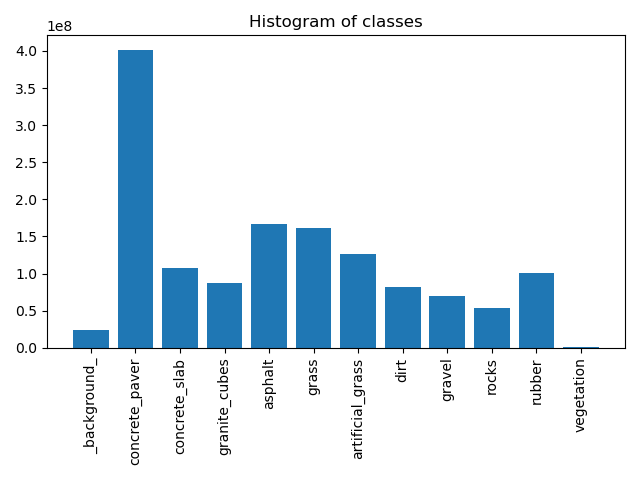 Histogram of classes
1e8
4.0
3.5
3.0
2.5
2.0
1.5
1.0
0.5
0.0
_background_
concrete_paver
concrete_slab
granite_cubes
asphalt
grass
artificial_grass
dirt
gravel
rocks
rubber
vegetation